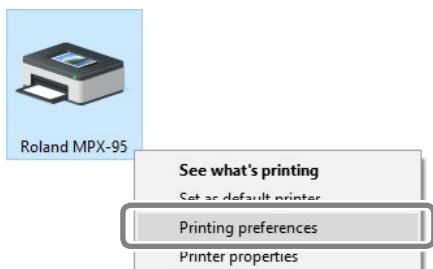 Roland MPX-95
See what's printing
Set as default printer
Printing preferences
Printer properties